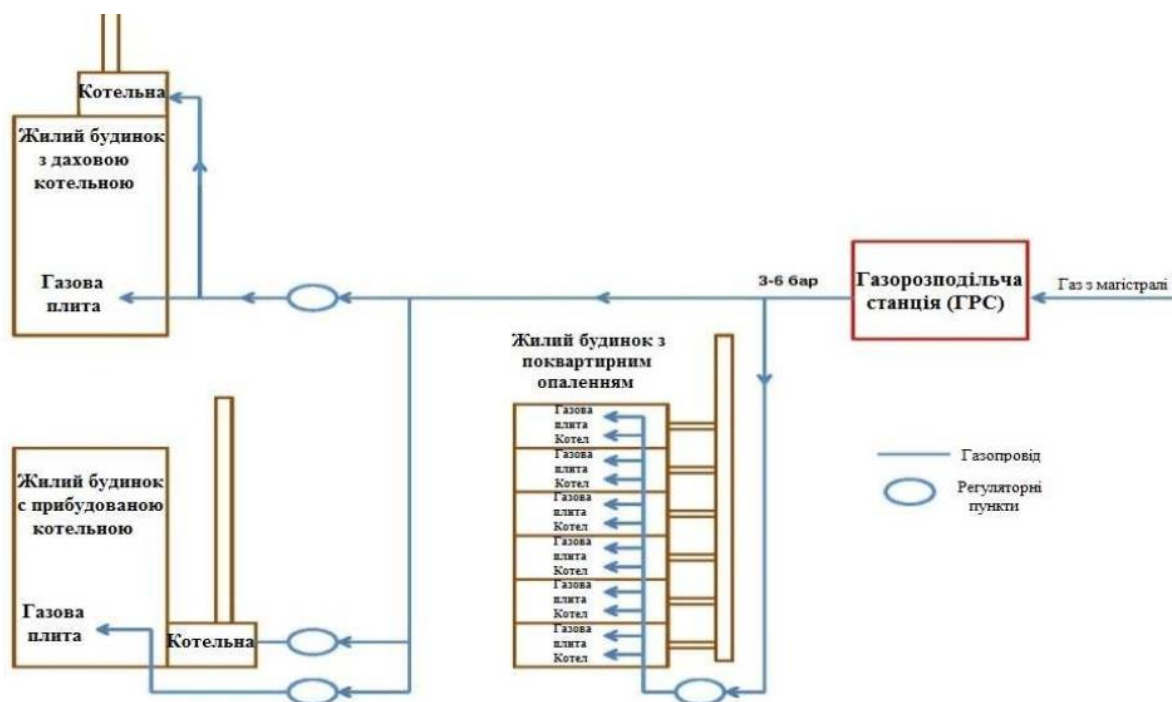 Котельна
Жилий будинок
з даховою
котельною
Газова
плита
3-6 бар
Газорозподільча
станція (ГРС)
Газ з магістралі
Жилий будинок з
поквартирним
опаленням
Газова
плита
Котел
Газова
плита
Котел
Газова
плита
Котел
Газова
плита
Котел
Газова
плита
Котел
Газова
плита
Котел
Газопровід
Регуляторні
пункти
Жилий будинок
с прибудованою
котельною
Газова
плита
Котельна